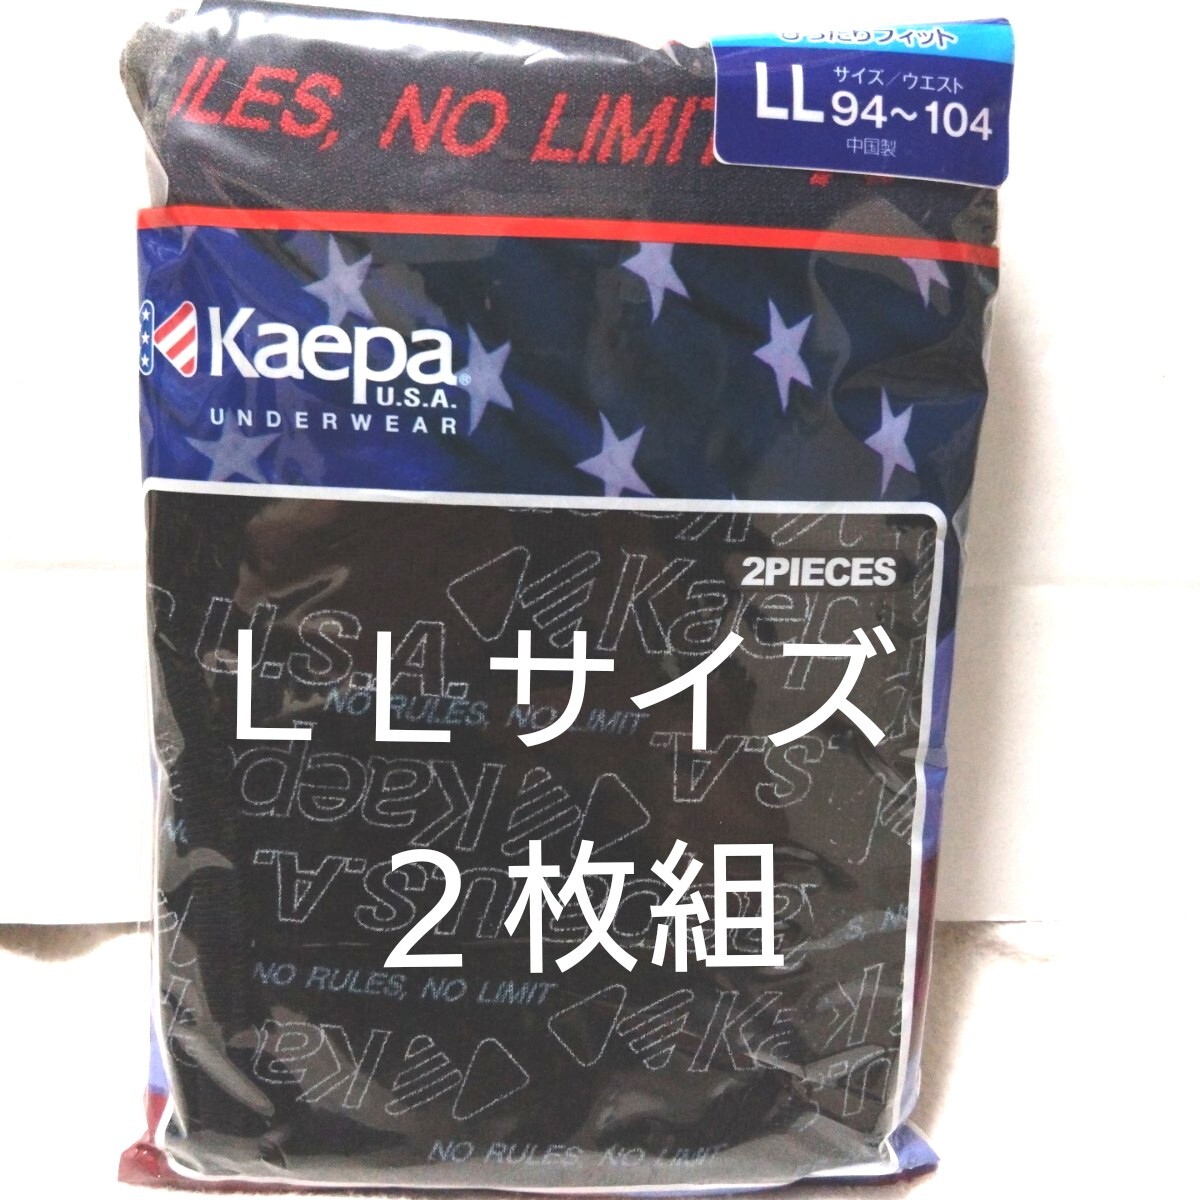 ULES, NO LIMIT
ぴったりフィット
LL サイズ/ウエスト
94~104
中国製
Kaepa®
U.S.A.
UNDERWEAR
2PIECES
Kaepa
U.S.A.
NO RULES, NO LIMIT
LLサイズ
S.A.
Kaepa
U.S.A.
2枚組
NO RULES, NO LIMIT
Ka
NO RULES, NO LIMIT